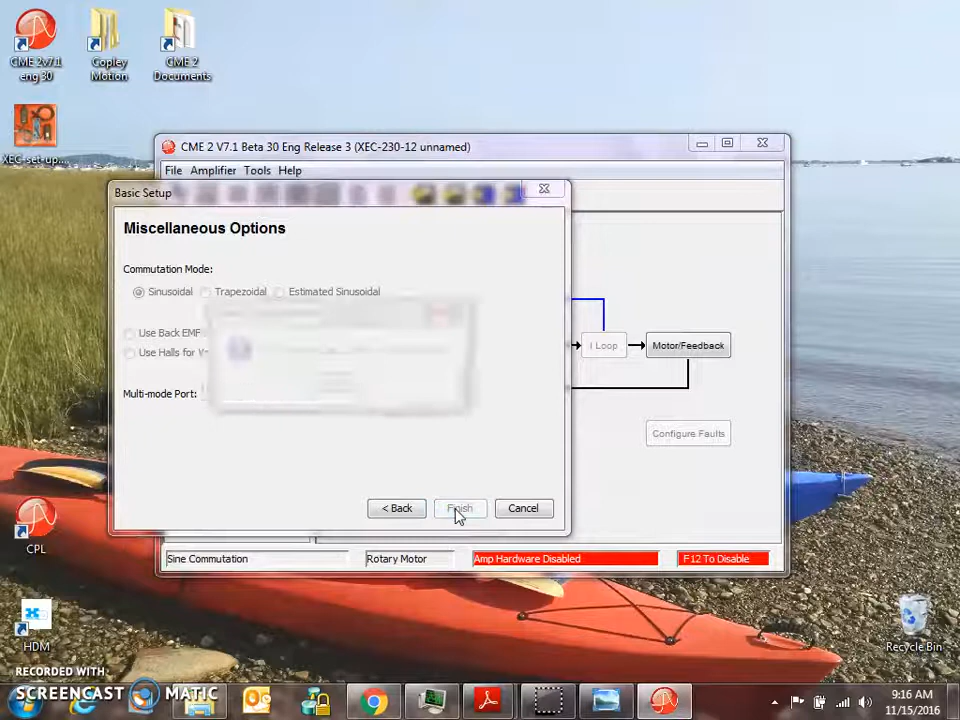 CME 2v7.1
eng 30
Copley
Motion
CME 2
Documents
XEC-set-up...
CME 2 V7.1 Beta 30 Eng Release 3 (XEC-230-12 unnamed)
File Amplifier Tools Help
Basic Setup
Miscellaneous Options
Commutation Mode:
Sinusoidal Trapezoidal Estimated Sinusoidal
Use Back EMF
Use Halls for
Multi-mode Port:
I Loop
Motor/Feedback
Configure Faults
< Back Finish Cancel
Sine Commutation Rotary Motor Amp Hardware Disabled F12 To Disable
CPL
HDM
Recycle Bin
RECORDED WITH
SCREENCAST MATIC
9:16 AM
11/15/2016